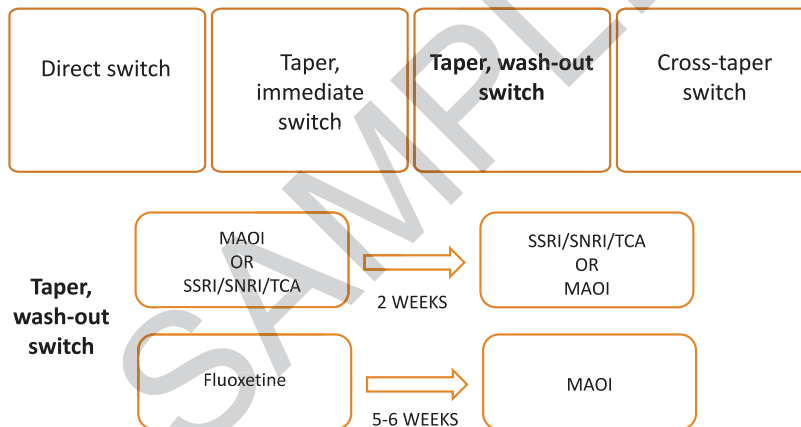 Direct switch
Taper,
immediate
switch
Taper, wash-out
switch
Cross-taper
switch
Taper,
wash-out
switch
MAOI
OR
SSRI/SNRI/TCA
2 WEEKS
SSRI/SNRI/TCA
OR
MAOI
Fluoxetine
5-6 WEEKS
MAOI
SAMPLE